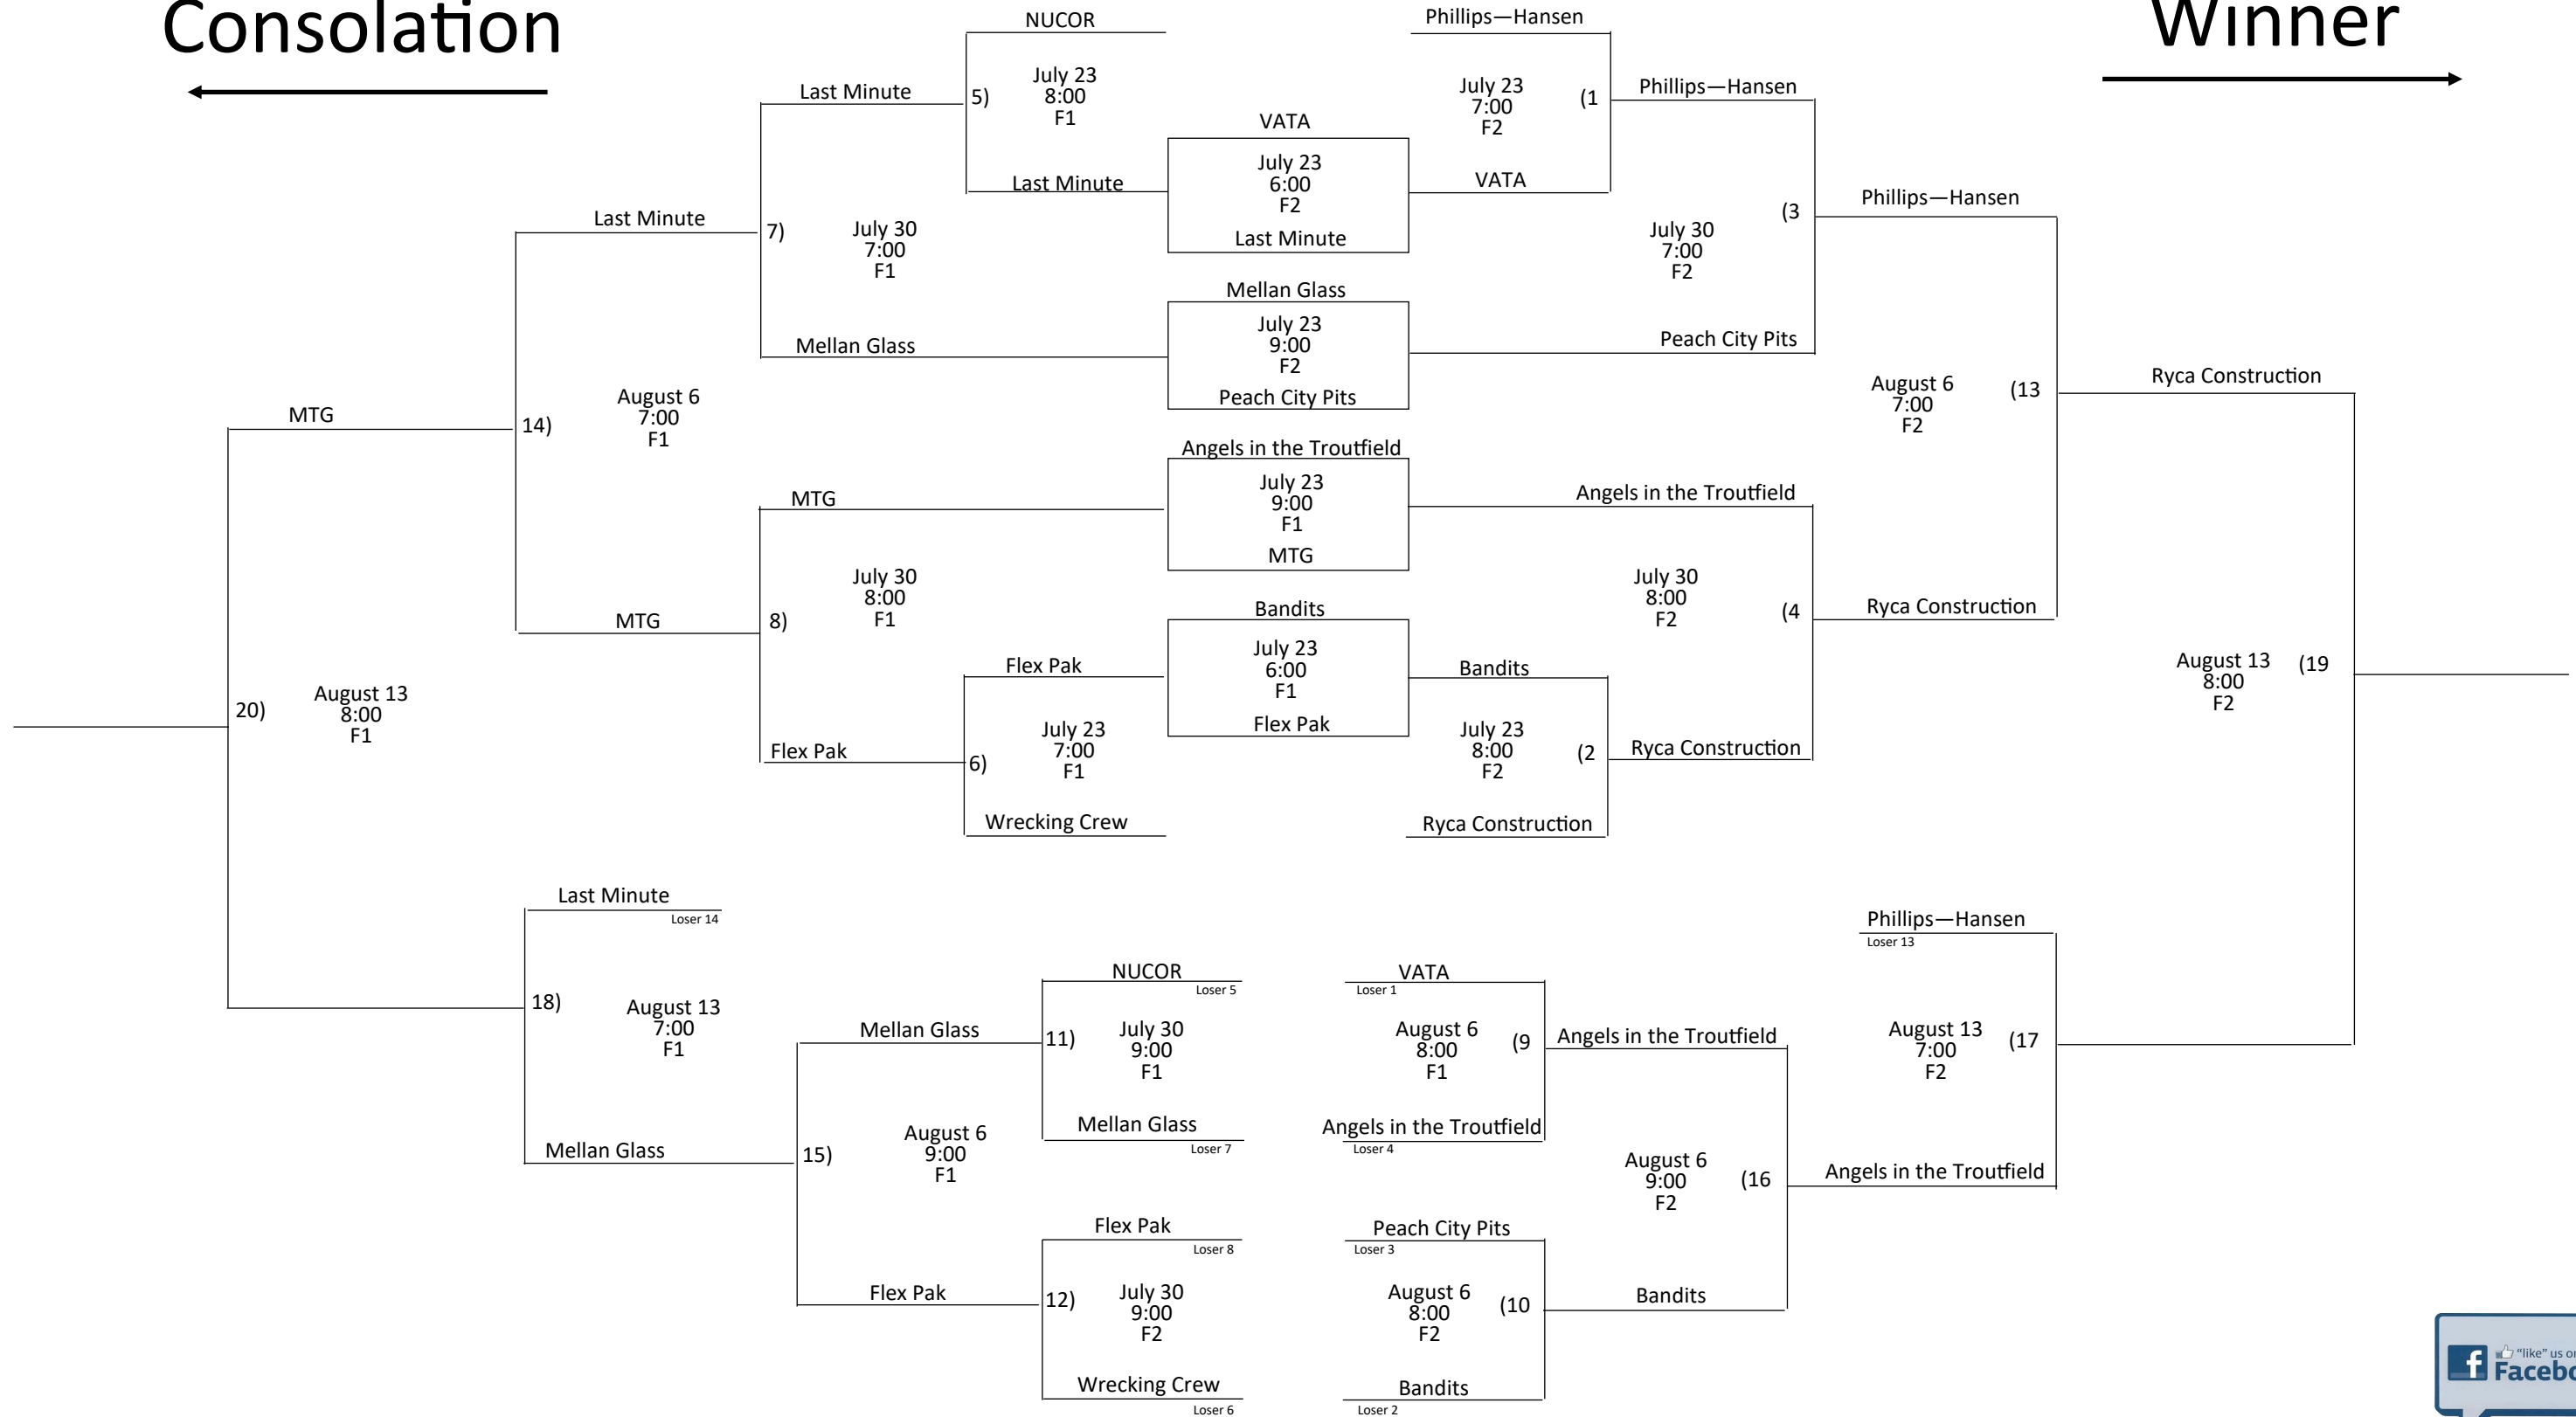 Consolation
Winner
NUCOR
July 23
8:00
F1
5)
Last Minute
Last Minute
VATA
July 23
6:00
F2
Last Minute
Phillips—Hansen
July 23
7:00
F2
(1
VATA
Phillips—Hansen
Last Minute
7)
July 30
7:00
F1
Mellan Glass
Mellan Glass
July 23
9:00
F2
Peach City Pits
July 30
7:00
F2
(3
Peach City Pits
Phillips—Hansen
MTG
14)
August 6
7:00
F1
Angels in the Troutfield
July 23
9:00
F1
MTG
August 6
7:00
F2
(13
Ryca Construction
MTG
MTG
8)
July 30
8:00
F1
Angels in the Troutfield
July 30
8:00
F2
(4
Ryca Construction
Bandits
July 23
6:00
F1
Flex Pak
Flex Pak
Flex Pak
6)
July 23
7:00
F1
Wrecking Crew
Bandits
July 23
8:00
F2
(2
Ryca Construction
Ryca Construction
20)
August 13
8:00
F1
August 13
8:00
F2
(19
Last Minute
Loser 14
18)
August 13
7:00
F1
Mellan Glass
NUCOR
Loser 5
Mellan Glass
11)
July 30
9:00
F1
Mellan Glass
Loser 7
15)
August 6
9:00
F1
Flex Pak
Loser 8
Flex Pak
12)
July 30
9:00
F2
Wrecking Crew
Loser 6
VATA
Loser 1
August 6
8:00
F1
(9
Angels in the Troutfield
Angels in the Troutfield
Loser 4
August 6
9:00
F2
(16
Peach City Pits
Loser 3
August 6
8:00
F2
(10
Bandits
Bandits
Loser 2
Phillips—Hansen
Loser 13
August 13
7:00
F2
(17
Angels in the Troutfield
f
"like" us